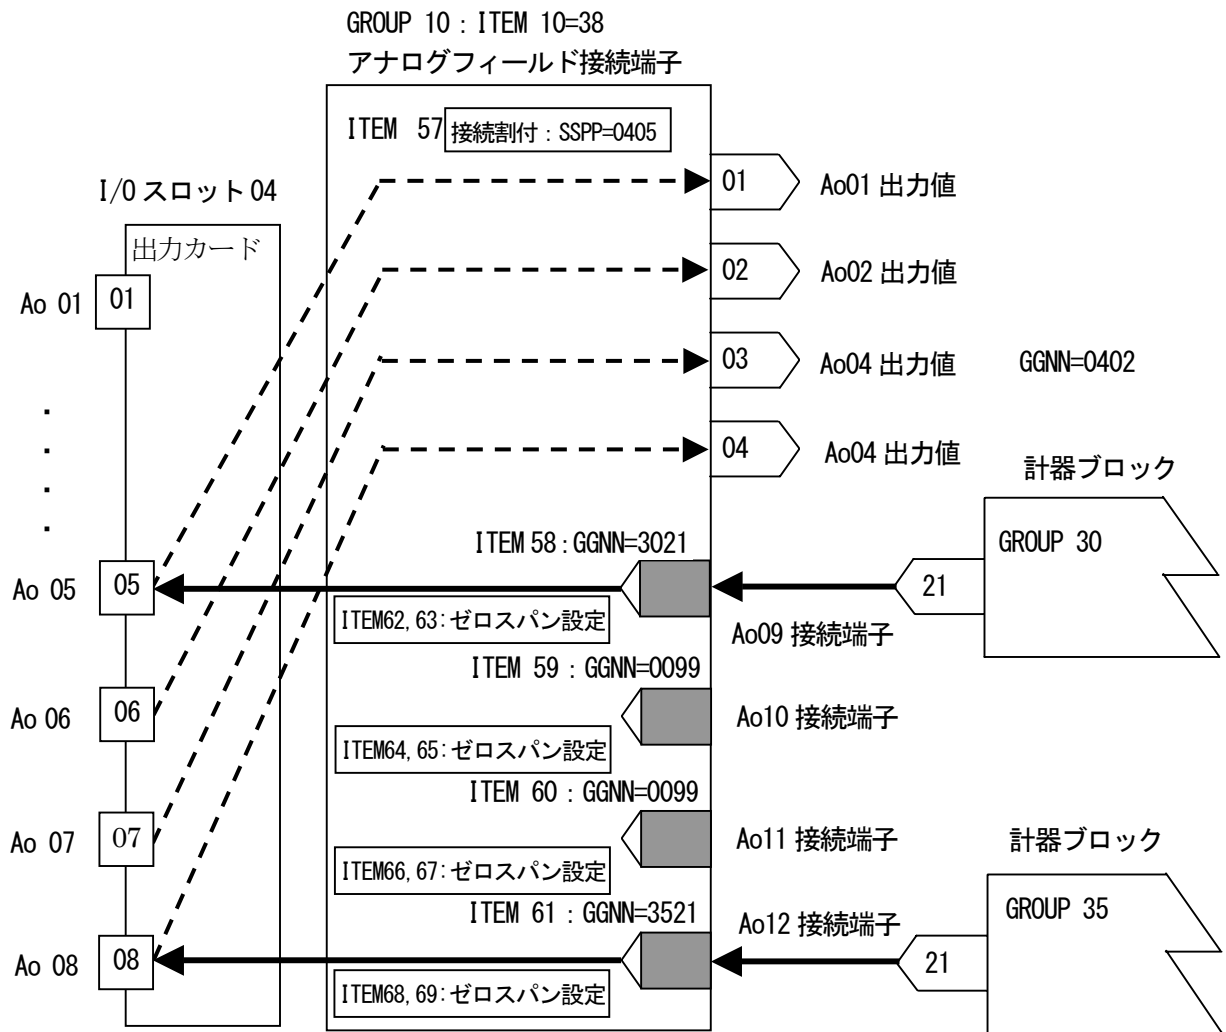 GROUP 10 : ITEM 10=38
アナログフィールド接続端子
ITEM 57 接続割付 : SSPP=0405
I/O スロット 04
出力カード
01
Ao01 出力値
02
Ao02 出力値
Ao 01
01
03
Ao04 出力値
GGNN=0402
04
Ao04 出力値
計器ブロック
ITEM 58 : GGNN=3021
GROUP 30
Ao 05
05
21
ITEM62, 63: ゼロスパン設定
Ao09 接続端子
ITEM 59 : GGNN=0099
Ao 06
06
Ao10 接続端子
ITEM64, 65: ゼロスパン設定
ITEM 60 : GGNN=0099
Ao 07
07
Ao11 接続端子
計器ブロック
ITEM66, 67: ゼロスパン設定
ITEM 61 : GGNN=3521
GROUP 35
Ao12 接続端子
Ao 08
08
21
ITEM68, 69: ゼロスパン設定